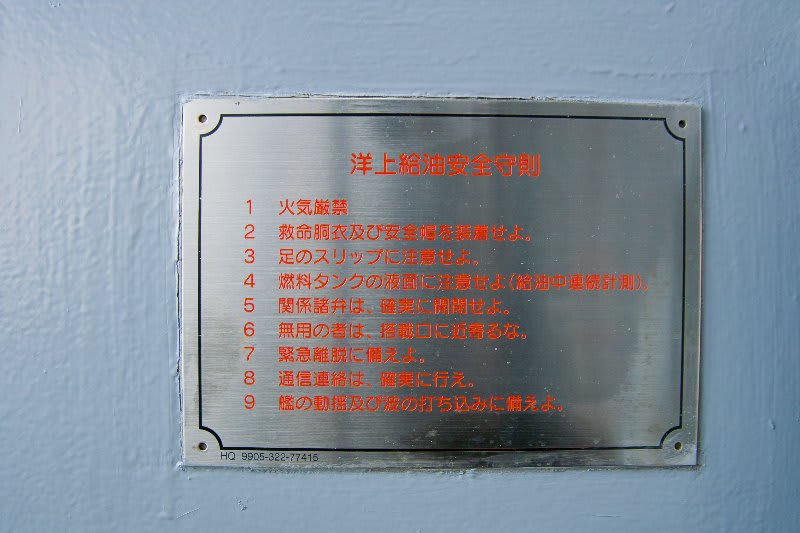 洋上給油安全守則
1 火気厳禁
2 救命胴衣及び安全帽を装着せよ。
3 足のスリップに注意せよ。
4 燃料タンクの液面に注意せよ(給油中連続計測)。
5 関係諸弁は、確実に開閉せよ。
6 無用の者は、搭載口に近寄るな。
7 緊急離脱に備えよ。
8 通信連絡は、確実に行え。
9 艦の動揺及び波の打ち込みに備えよ。
HQ 9905-322-77415